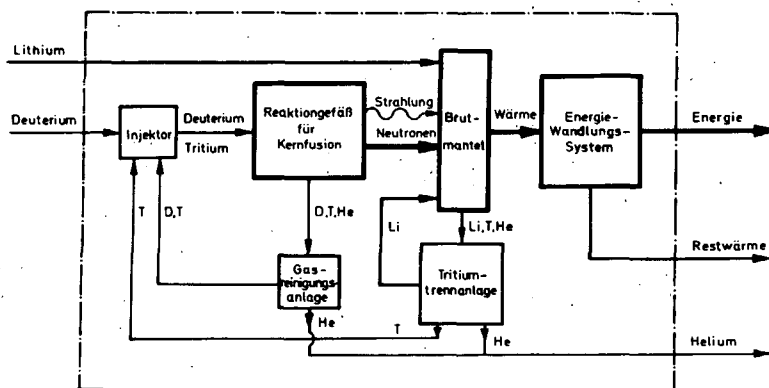 Lithium
Deuterium
Injektor
Deuterium
Tritium
Reaktiongefäß
für
Kernfusion
Strahlung
Neutronen
Brut-
mantel
Wärme
Energie-
Wandlungs-
System
Energie
T
D,T
D,T,He
Li
Li,T,He
Restwärme
Gas-
reinigungs-
anlage
Tritium-
trennanlage
He
T
He
Helium